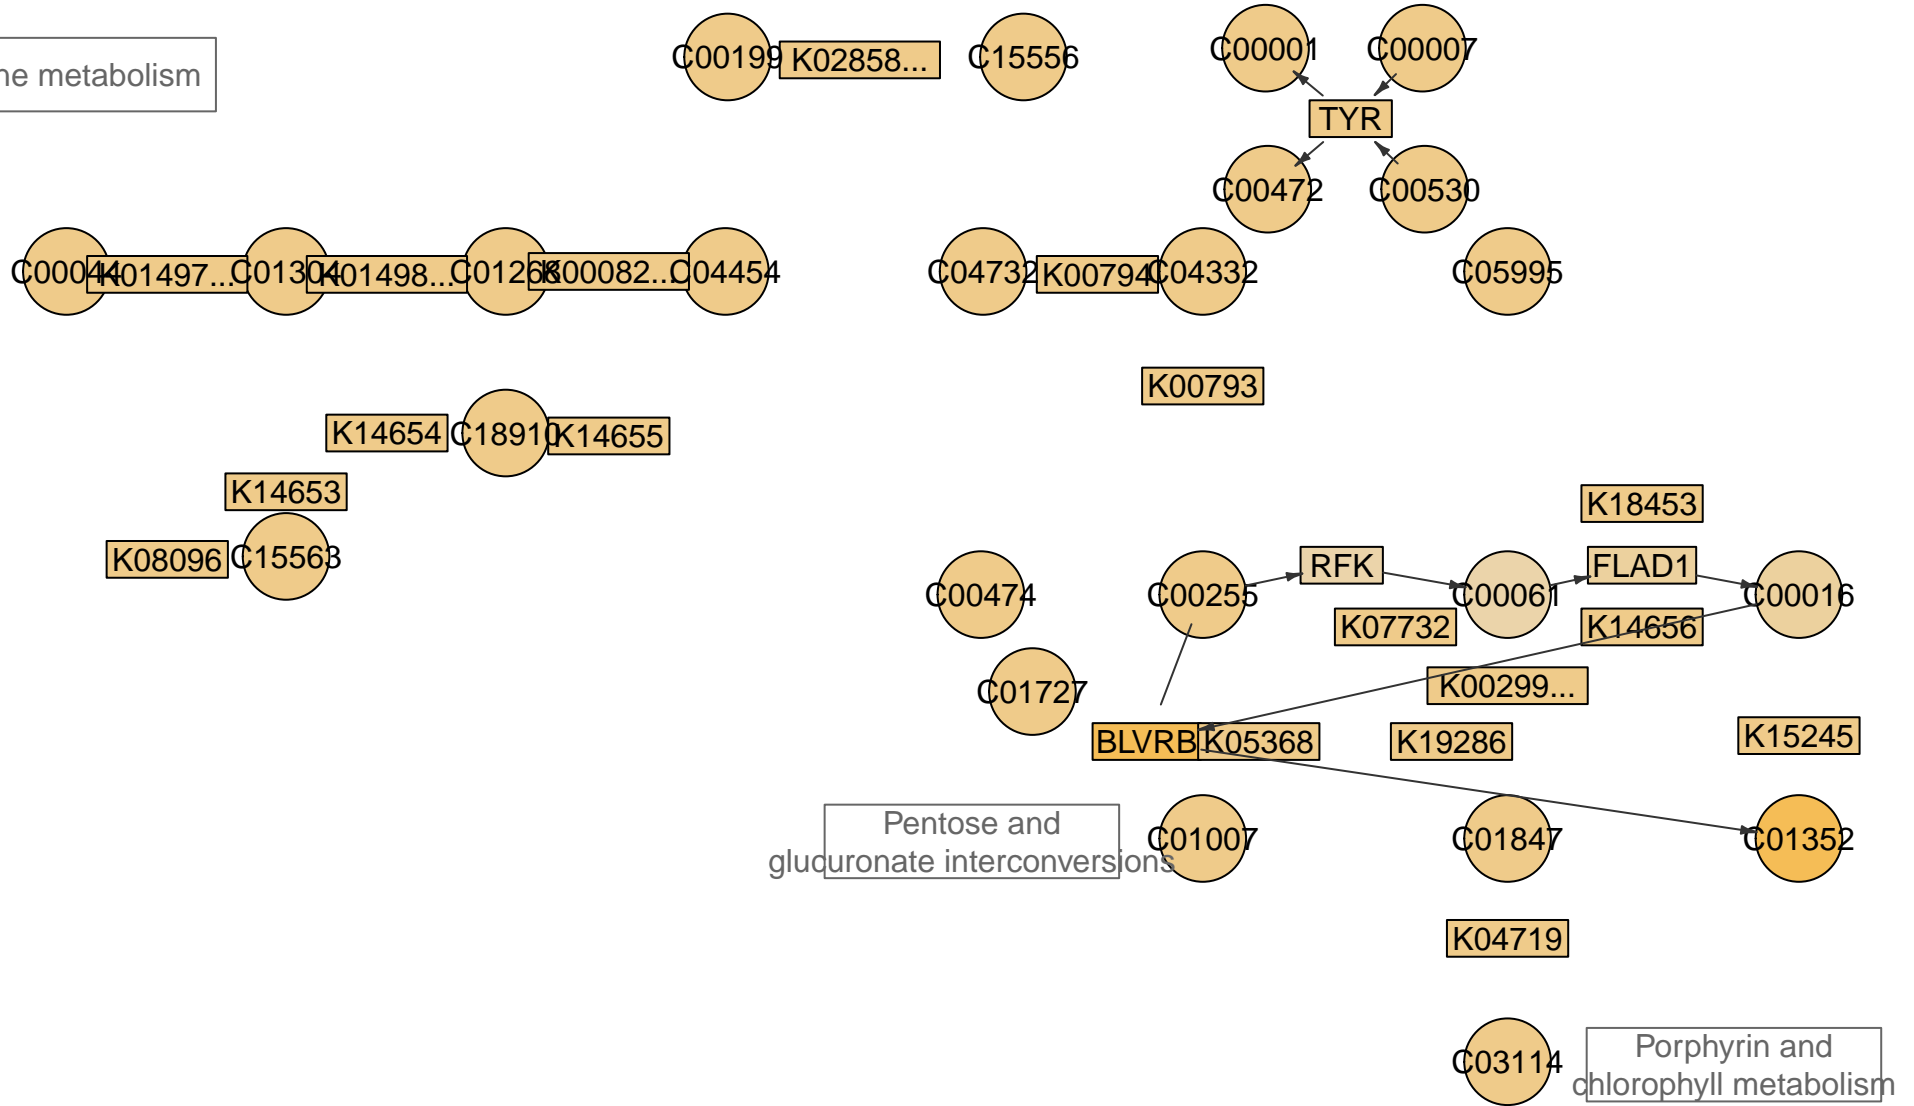 ne metabolism
C00199
K02858...
C15556
C00001
C00007
TYR
C00472
C00530
C00044
K01497...
C01304
K01498...
C01268
K00082...
C04454
C04732
K00794
C04332
C05995
K00793
K14654
C18910
K14655
K14653
K08096
C15563
K18453
C00474
C00255
RFK
C00061
FLAD1
C00016
K07732
K14656
C01727
K00299...
BLVRB
K05368
K19286
K15245
Pentose and
glucuronate interconversions
C01007
C01847
C01352
K04719
C03114
Porphyrin and
chlorophyll metabolism